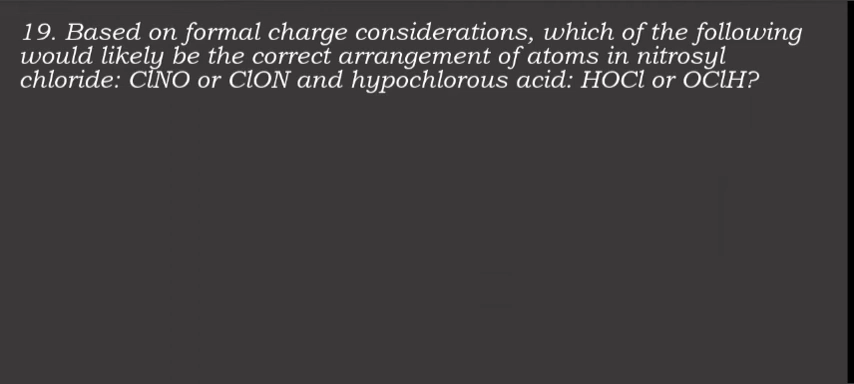 19. Based on formal charge considerations, which of the following
would likely be the correct arrangement of atoms in nitrosyl
chloride: ClNO or ClON and hypochlorous acid: HOCl or OClH?